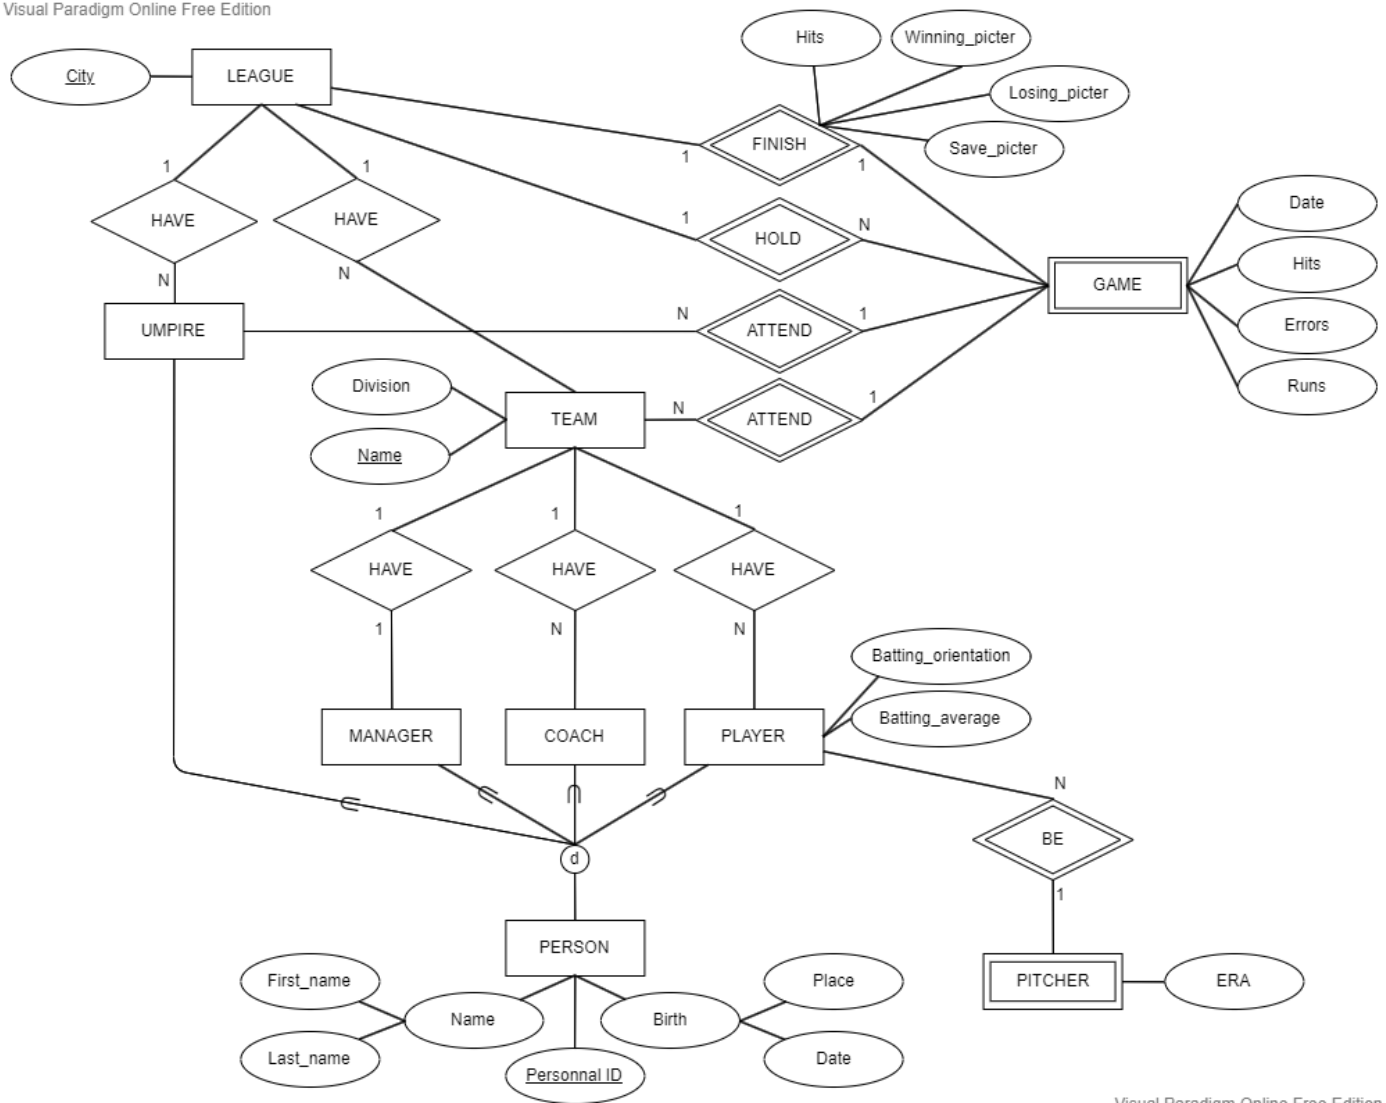 Visual Paradigm Online Free Edition
Hits
Winning_picter
City
LEAGUE
Losing_picter
FINISH
Save_picter
1
1
1
1
Date
HAVE
HAVE
1
HOLD
N
N
N
Hits
GAME
UMPIRE
N
ATTEND
1
Errors
Division
TEAM
N
ATTEND
1
Runs
Name
1
1
1
HAVE
HAVE
HAVE
1
N
N
Batting_orientation
Batting_average
MANAGER
COACH
PLAYER
N
BE
d
1
PERSON
First_name
Place
PITCHER
ERA
Name
Birth
Last_name
Date
Personnal ID
Visual Paradigm Online Free Edition